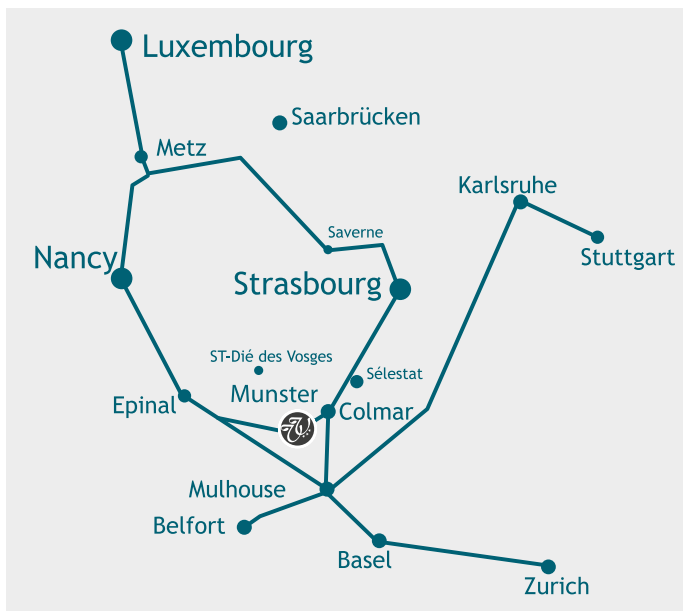 Luxembourg
Saarbrücken
Metz
Karlsruhe
Saverne
Nancy
Stuttgart
Strasbourg
ST-Dié des Vosges
Sélestat
Munster
Epinal
Colmar
Mulhouse
Belfort
Basel
Zurich